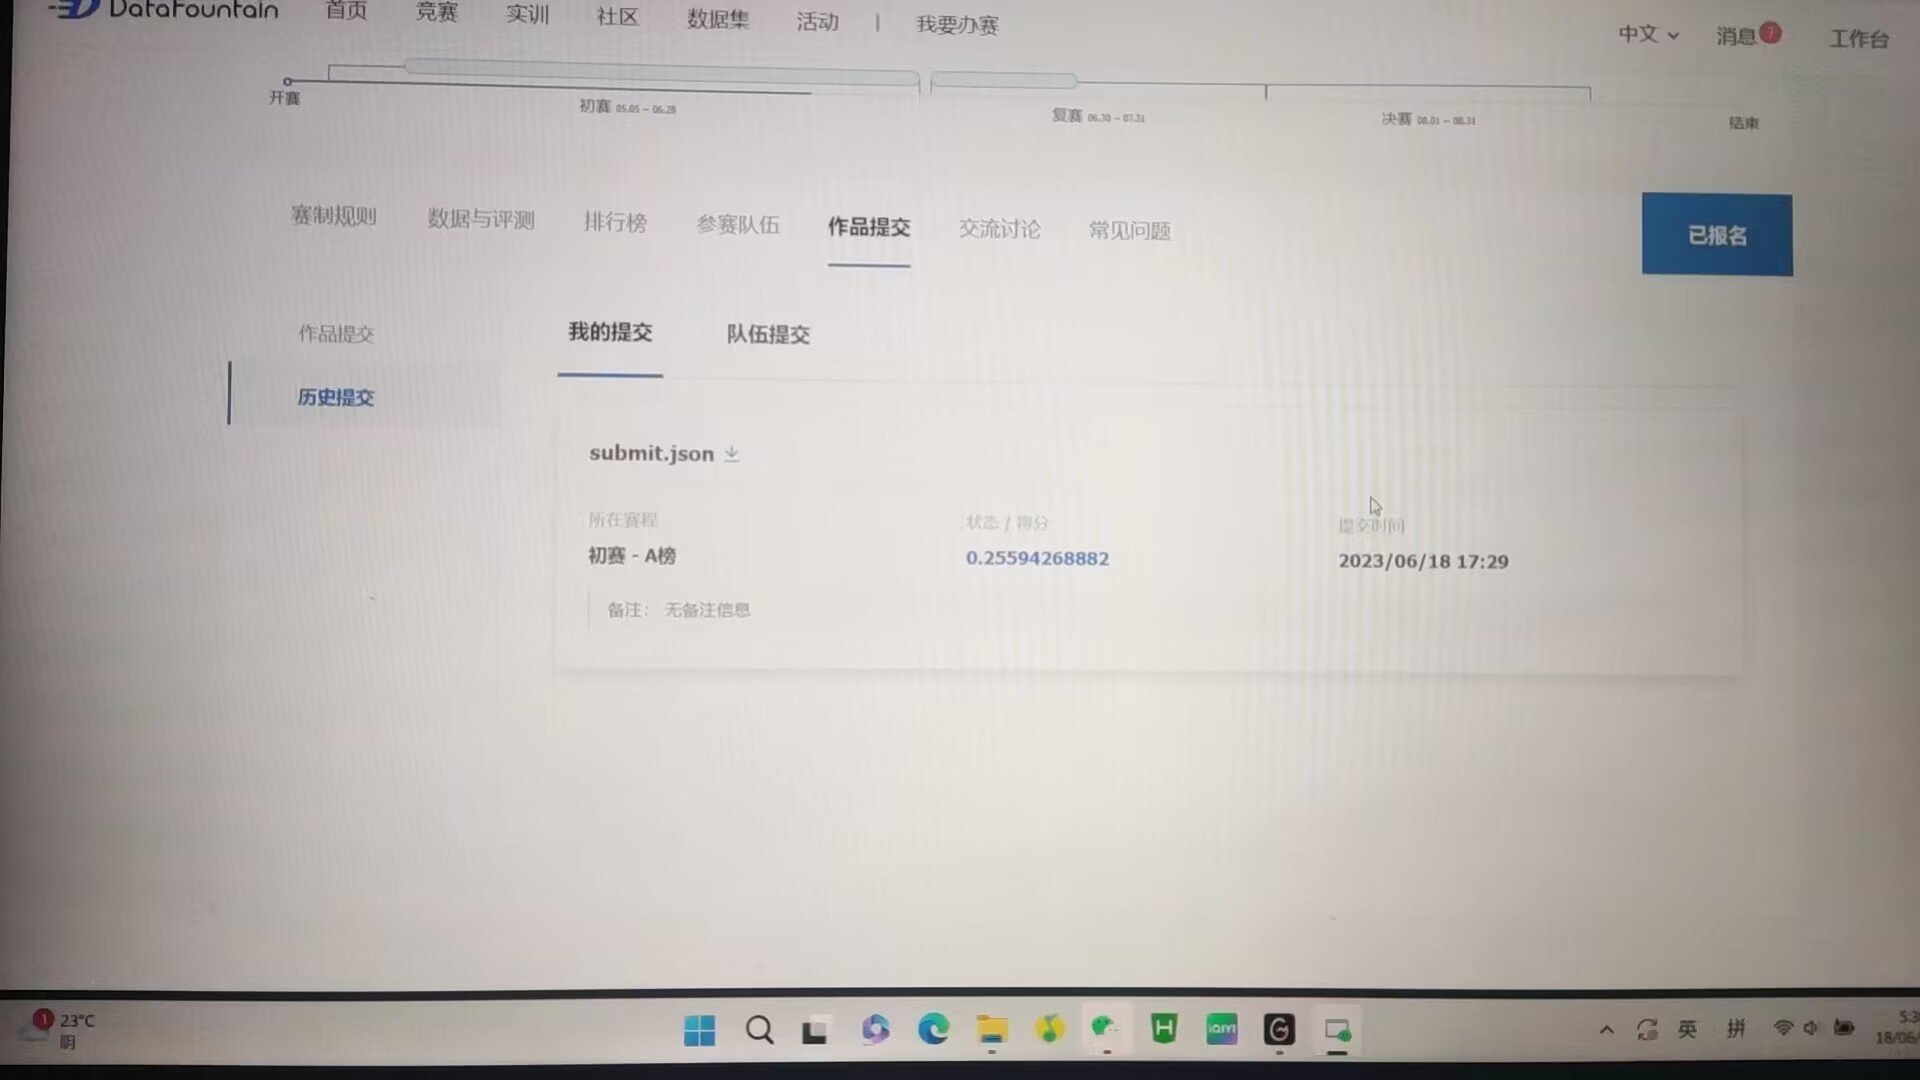 DataFountain 首页 竞赛 实训 社区 数据集 活动 | 我要办赛 中文 消息 7 工作台
开赛 初赛 05.05 – 06.28 复赛 06.30 – 07.31 决赛 08.01 – 08.31 结束
赛制规则 数据与评测 排行榜 参赛队伍 作品提交 交流讨论 常见问题 已报名
作品提交 我的提交 队伍提交
历史提交
submit.json
所在赛程 状态 / 得分 提交时间
初赛 - A榜 0.25594268882 2023/06/18 17:29
备注： 无备注信息
1 23°C
阴
H iQIYI G 英 拼
5:3
18/06/